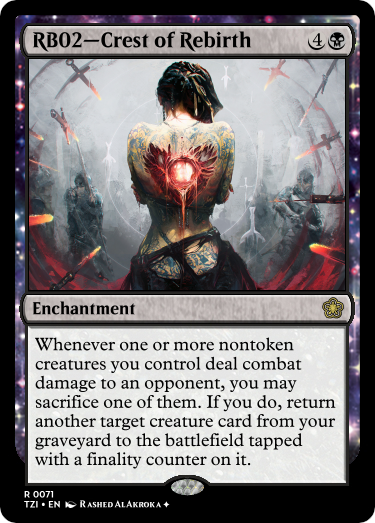 RB02—Crest of Rebirth 4
Enchantment
Whenever one or more nontoken
creatures you control deal combat
damage to an opponent, you may
sacrifice one of them. If you do, return
another target creature card from your
graveyard to the battlefield tapped
with a finality counter on it.
R 0071
TZI • EN Rashed AlAkroka